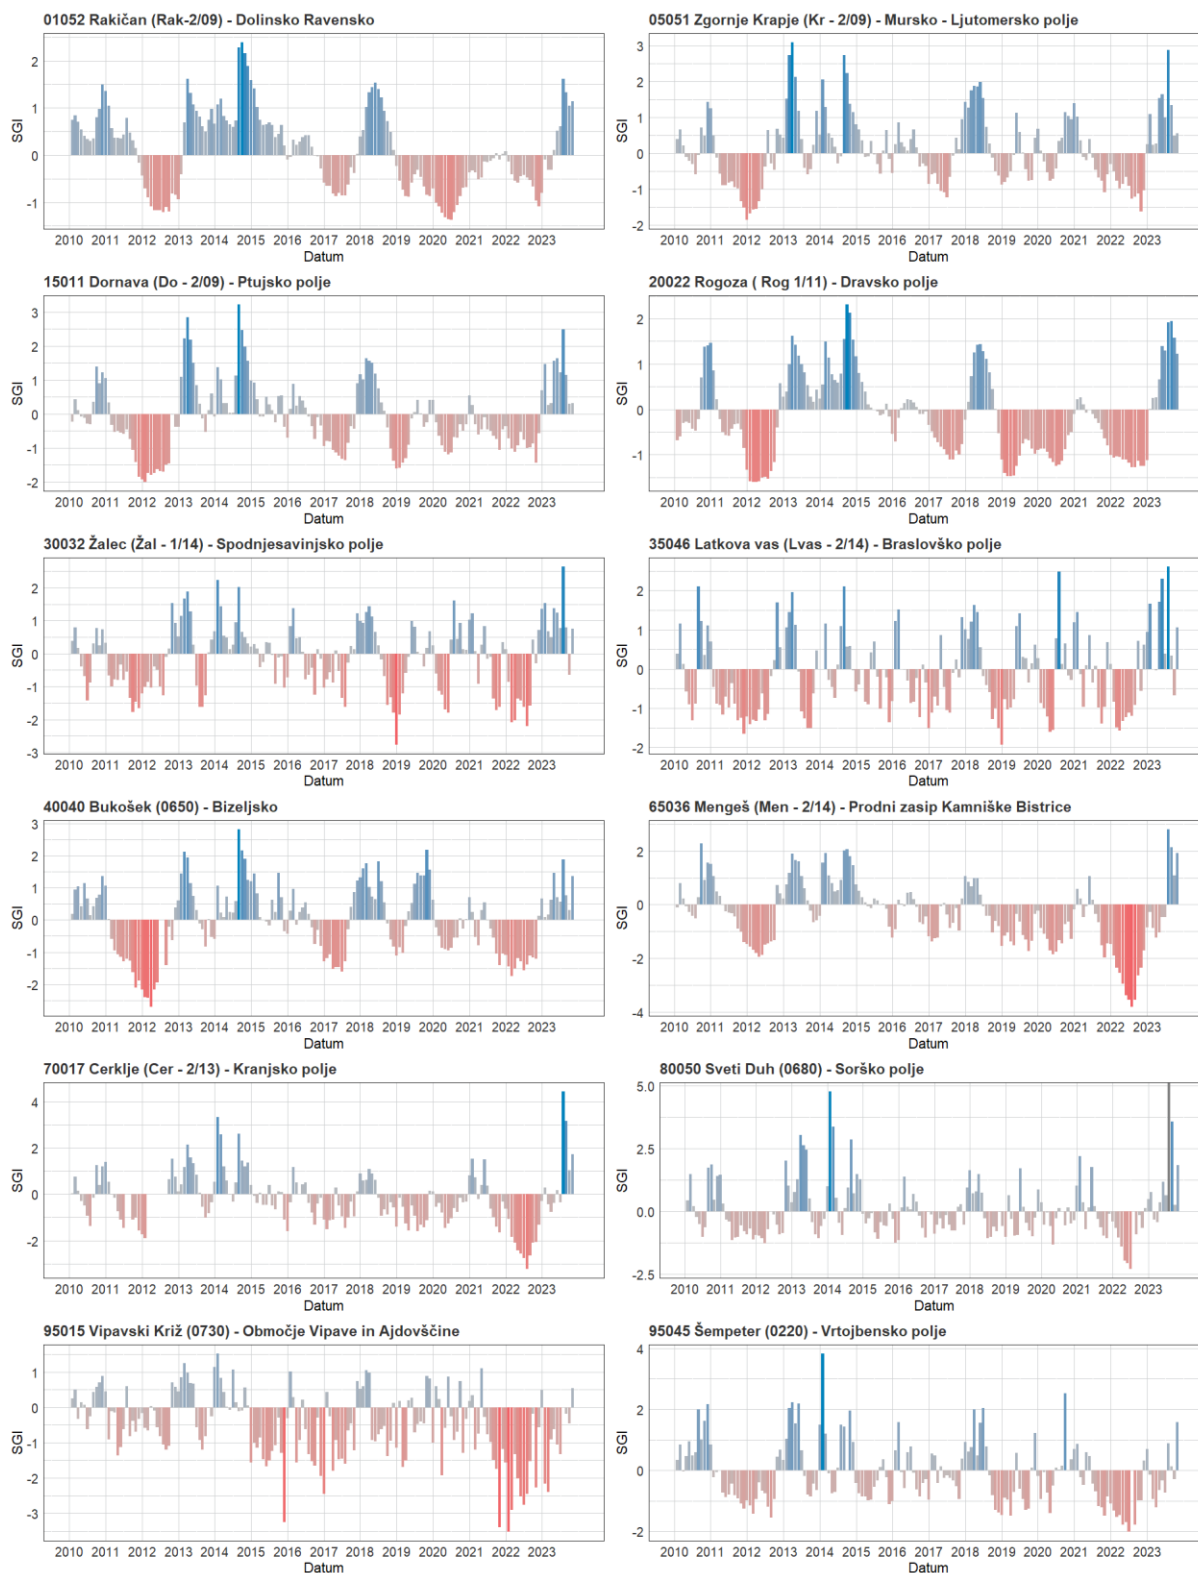 01052 Rakičan (Rak-2/09) - Dolinsko Ravensko
SGI
2
1
0
-1
2010 2011 2012 2013 2014 2015 2016 2017 2018 2019 2020 2021 2022 2023
Datum
05051 Zgornje Krapje (Kr - 2/09) - Mursko - Ljutomersko polje
SGI
3
2
1
0
-1
-2
2010 2011 2012 2013 2014 2015 2016 2017 2018 2019 2020 2021 2022 2023
Datum
15011 Dornava (Do - 2/09) - Ptujsko polje
SGI
3
2
1
0
-1
-2
2010 2011 2012 2013 2014 2015 2016 2017 2018 2019 2020 2021 2022 2023
Datum
20022 Rogoza ( Rog 1/11) - Dravsko polje
SGI
2
1
0
-1
2010 2011 2012 2013 2014 2015 2016 2017 2018 2019 2020 2021 2022 2023
Datum
30032 Žalec (Žal - 1/14) - Spodnjesavinjsko polje
SGI
2
1
0
-1
-2
-3
2010 2011 2012 2013 2014 2015 2016 2017 2018 2019 2020 2021 2022 2023
Datum
35046 Latkova vas (Lvas - 2/14) - Braslovško polje
SGI
2
1
0
-1
-2
2010 2011 2012 2013 2014 2015 2016 2017 2018 2019 2020 2021 2022 2023
Datum
40040 Bukošek (0650) - Bizeljsko
SGI
3
2
1
0
-1
-2
2010 2011 2012 2013 2014 2015 2016 2017 2018 2019 2020 2021 2022 2023
Datum
65036 Mengeš (Men - 2/14) - Prodni zasip Kamniške Bistrice
SGI
2
0
-2
-4
2010 2011 2012 2013 2014 2015 2016 2017 2018 2019 2020 2021 2022 2023
Datum
70017 Cerklje (Cer - 2/13) - Kranjsko polje
SGI
4
2
0
-2
2010 2011 2012 2013 2014 2015 2016 2017 2018 2019 2020 2021 2022 2023
Datum
80050 Sveti Duh (0680) - Sorško polje
SGI
5.0
2.5
0.0
-2.5
2010 2011 2012 2013 2014 2015 2016 2017 2018 2019 2020 2021 2022 2023
Datum
95015 Vipavski Križ (0730) - Območje Vipave in Ajdovščine
SGI
1
0
-1
-2
-3
2010 2011 2012 2013 2014 2015 2016 2017 2018 2019 2020 2021 2022 2023
Datum
95045 Šempeter (0220) - Vrtojbensko polje
SGI
4
2
0
-2
2010 2011 2012 2013 2014 2015 2016 2017 2018 2019 2020 2021 2022 2023
Datum